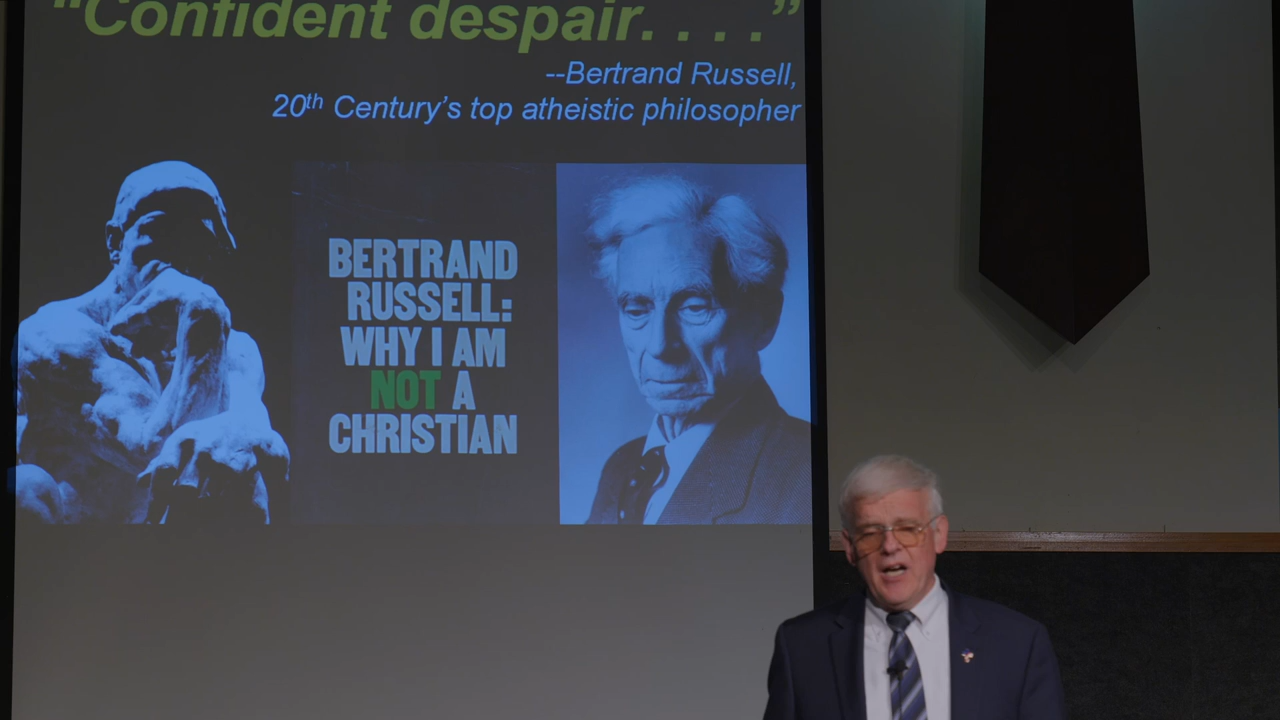 "Confident despair. . . . ."
--Bertrand Russell,
20th Century's top atheistic philosopher
BERTRAND
RUSSELL:
WHY I AM
NOT A
CHRISTIAN